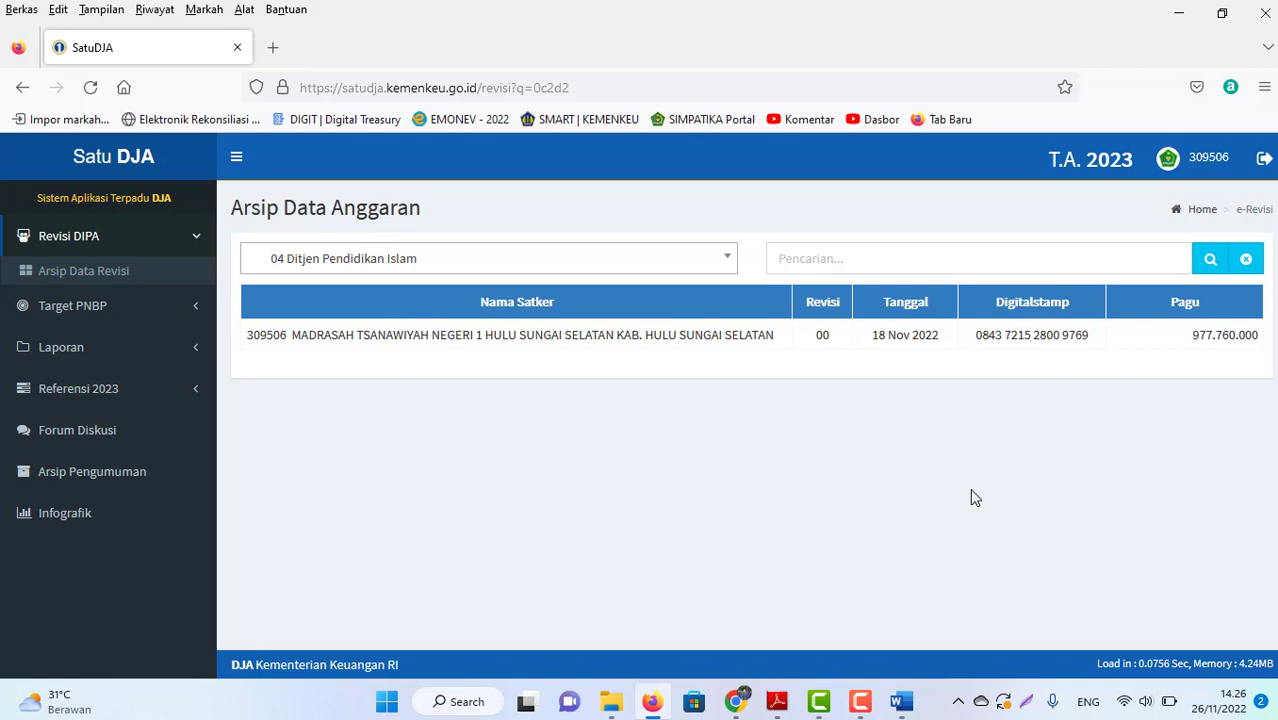 Berkas Edit Tampilan Riwayat Markah Alat Bantuan
SatuDJA
https://satudja.kemenkeu.go.id/revisi?q=0c2d2
Impor markah... Elektronik Rekonsiliasi ... DIGIT | Digital Treasury EMONEV - 2022 SMART | KEMENKEU SIMPATIKA Portal Komentar Dasbor Tab Baru
Satu DJA
T.A. 2023 309506
Sistem Aplikasi Terpadu DJA
Revisi DIPA
Arsip Data Revisi
Target PNBP
Laporan
Referensi 2023
Forum Diskusi
Arsip Pengumuman
Infografik
Arsip Data Anggaran
Home > e-Revisi
04 Ditjen Pendidikan Islam
Pencarian...
Nama Satker Revisi Tanggal Digitalstamp Pagu
309506 MADRASAH TSANAWIYAH NEGERI 1 HULU SUNGAI SELATAN KAB. HULU SUNGAI SELATAN 00 18 Nov 2022 0843 7215 2800 9769 977.760.000
DJA Kementerian Keuangan RI
Load in : 0.0756 Sec, Memory : 4.24MB
31°C
Berawan
Search
ENG
14.26
26/11/2022
2